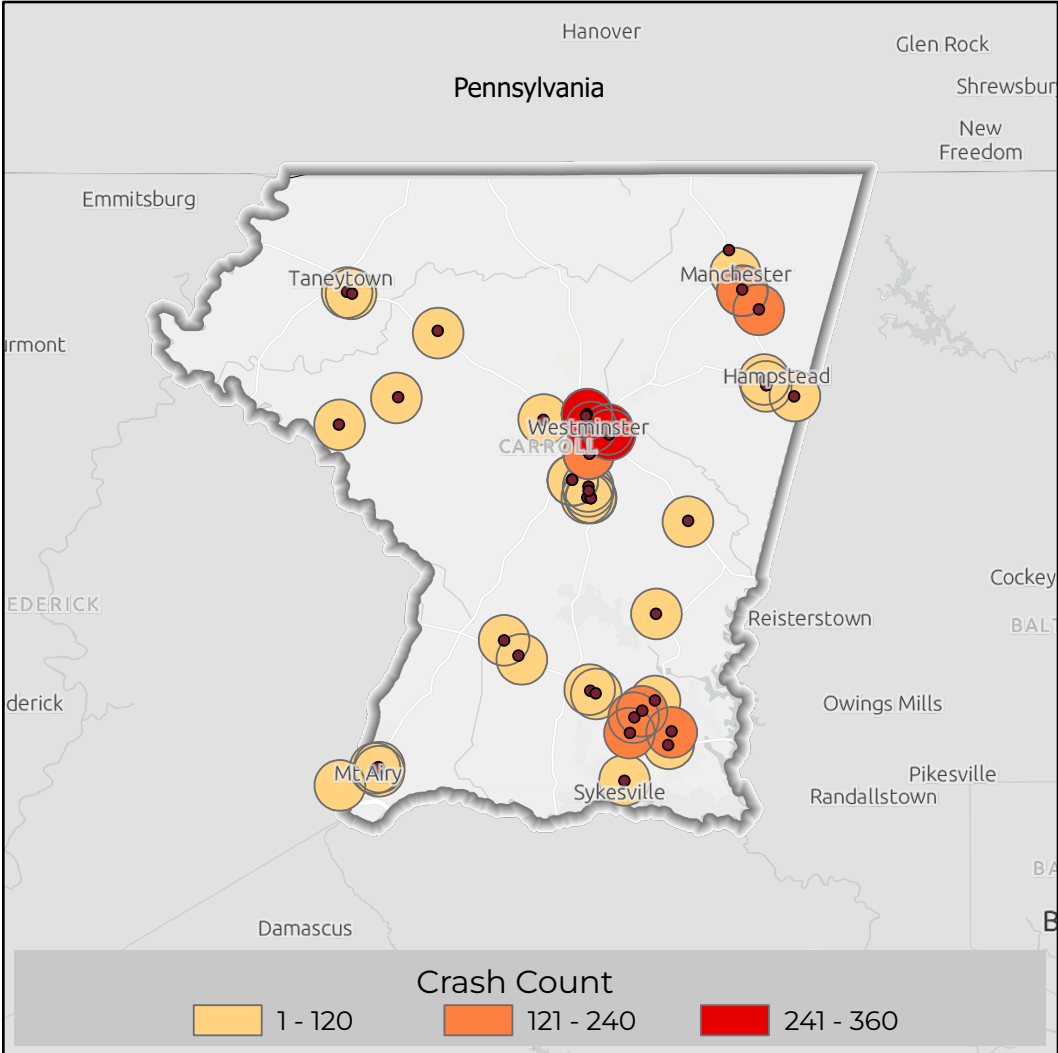 Hanover
Glen Rock
Pennsylvania
Shrewsbur
New
Freedom
Emmitsburg
Taneytown
Manchester
urmont
Hampstead
Westminster
CARROLL
Cockey
EDERICK
Reisterstown
BALT
derick
Owings Mills
Mt Airy
Pikesville
Sykesville
Randallstown
BA
Damascus
B
Crash Count
1 - 120
121 - 240
241 - 360